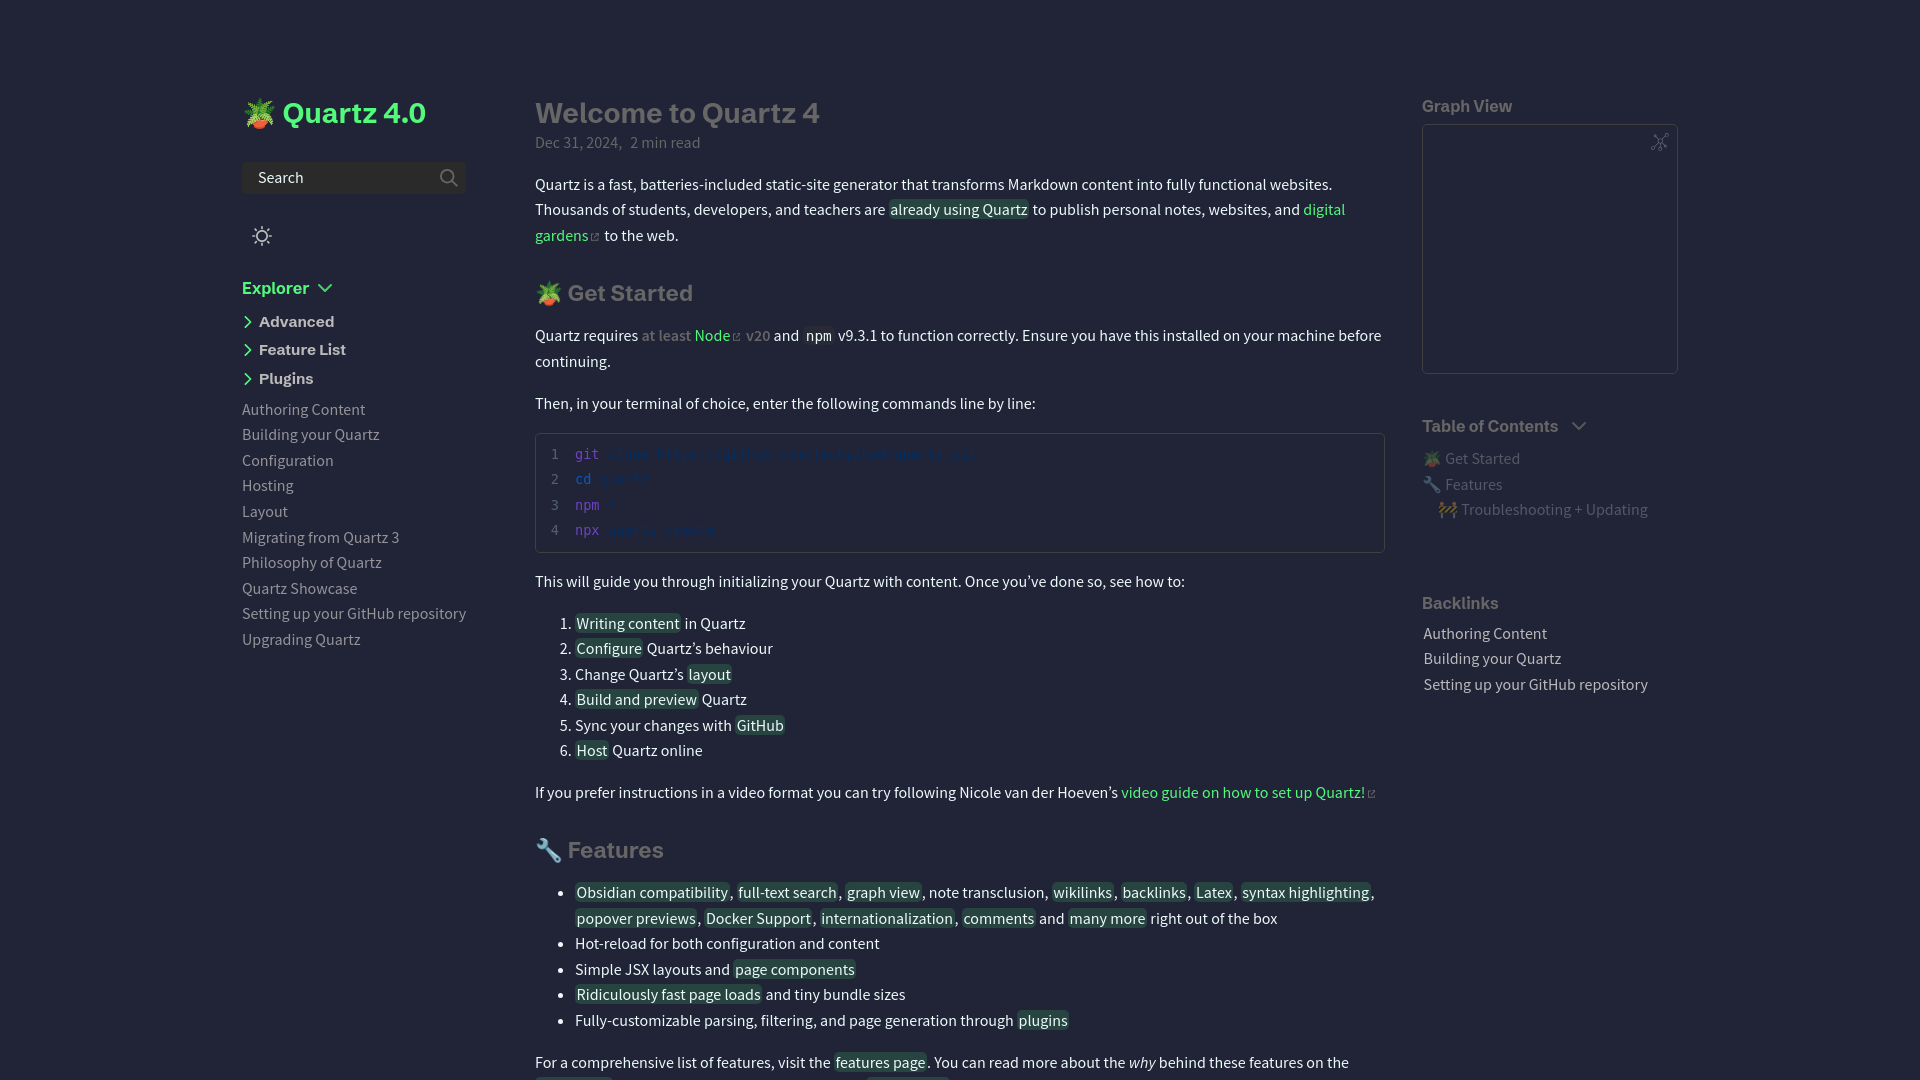 Quartz 4.0
Search
Explorer
Advanced
Feature List
Plugins
Authoring Content
Building your Quartz
Configuration
Hosting
Layout
Migrating from Quartz 3
Philosophy of Quartz
Quartz Showcase
Setting up your GitHub repository
Upgrading Quartz
Welcome to Quartz 4
Dec 31, 2024, 2 min read
Quartz is a fast, batteries-included static-site generator that transforms Markdown content into fully functional websites.
Thousands of students, developers, and teachers are already using Quartz to publish personal notes, websites, and digital
gardens to the web.
Get Started
Quartz requires at least Node v20 and npm v9.3.1 to function correctly. Ensure you have this installed on your machine before
continuing.
Then, in your terminal of choice, enter the following commands line by line:
1 git
2 cd
3 npm
4 npx
This will guide you through initializing your Quartz with content. Once you’ve done so, see how to:
1. Writing content in Quartz
2. Configure Quartz’s behaviour
3. Change Quartz’s layout
4. Build and preview Quartz
5. Sync your changes with GitHub
6. Host Quartz online
If you prefer instructions in a video format you can try following Nicole van der Hoeven’s video guide on how to set up Quartz!
Features
• Obsidian compatibility, full-text search, graph view, note transclusion, wikilinks, backlinks, Latex, syntax highlighting,
popover previews, Docker Support, internationalization, comments and many more right out of the box
• Hot-reload for both configuration and content
• Simple JSX layouts and page components
• Ridiculously fast page loads and tiny bundle sizes
• Fully-customizable parsing, filtering, and page generation through plugins
For a comprehensive list of features, visit the features page. You can read more about the why behind these features on the
Graph View
Table of Contents
Get Started
Features
Troubleshooting + Updating
Backlinks
Authoring Content
Building your Quartz
Setting up your GitHub repository